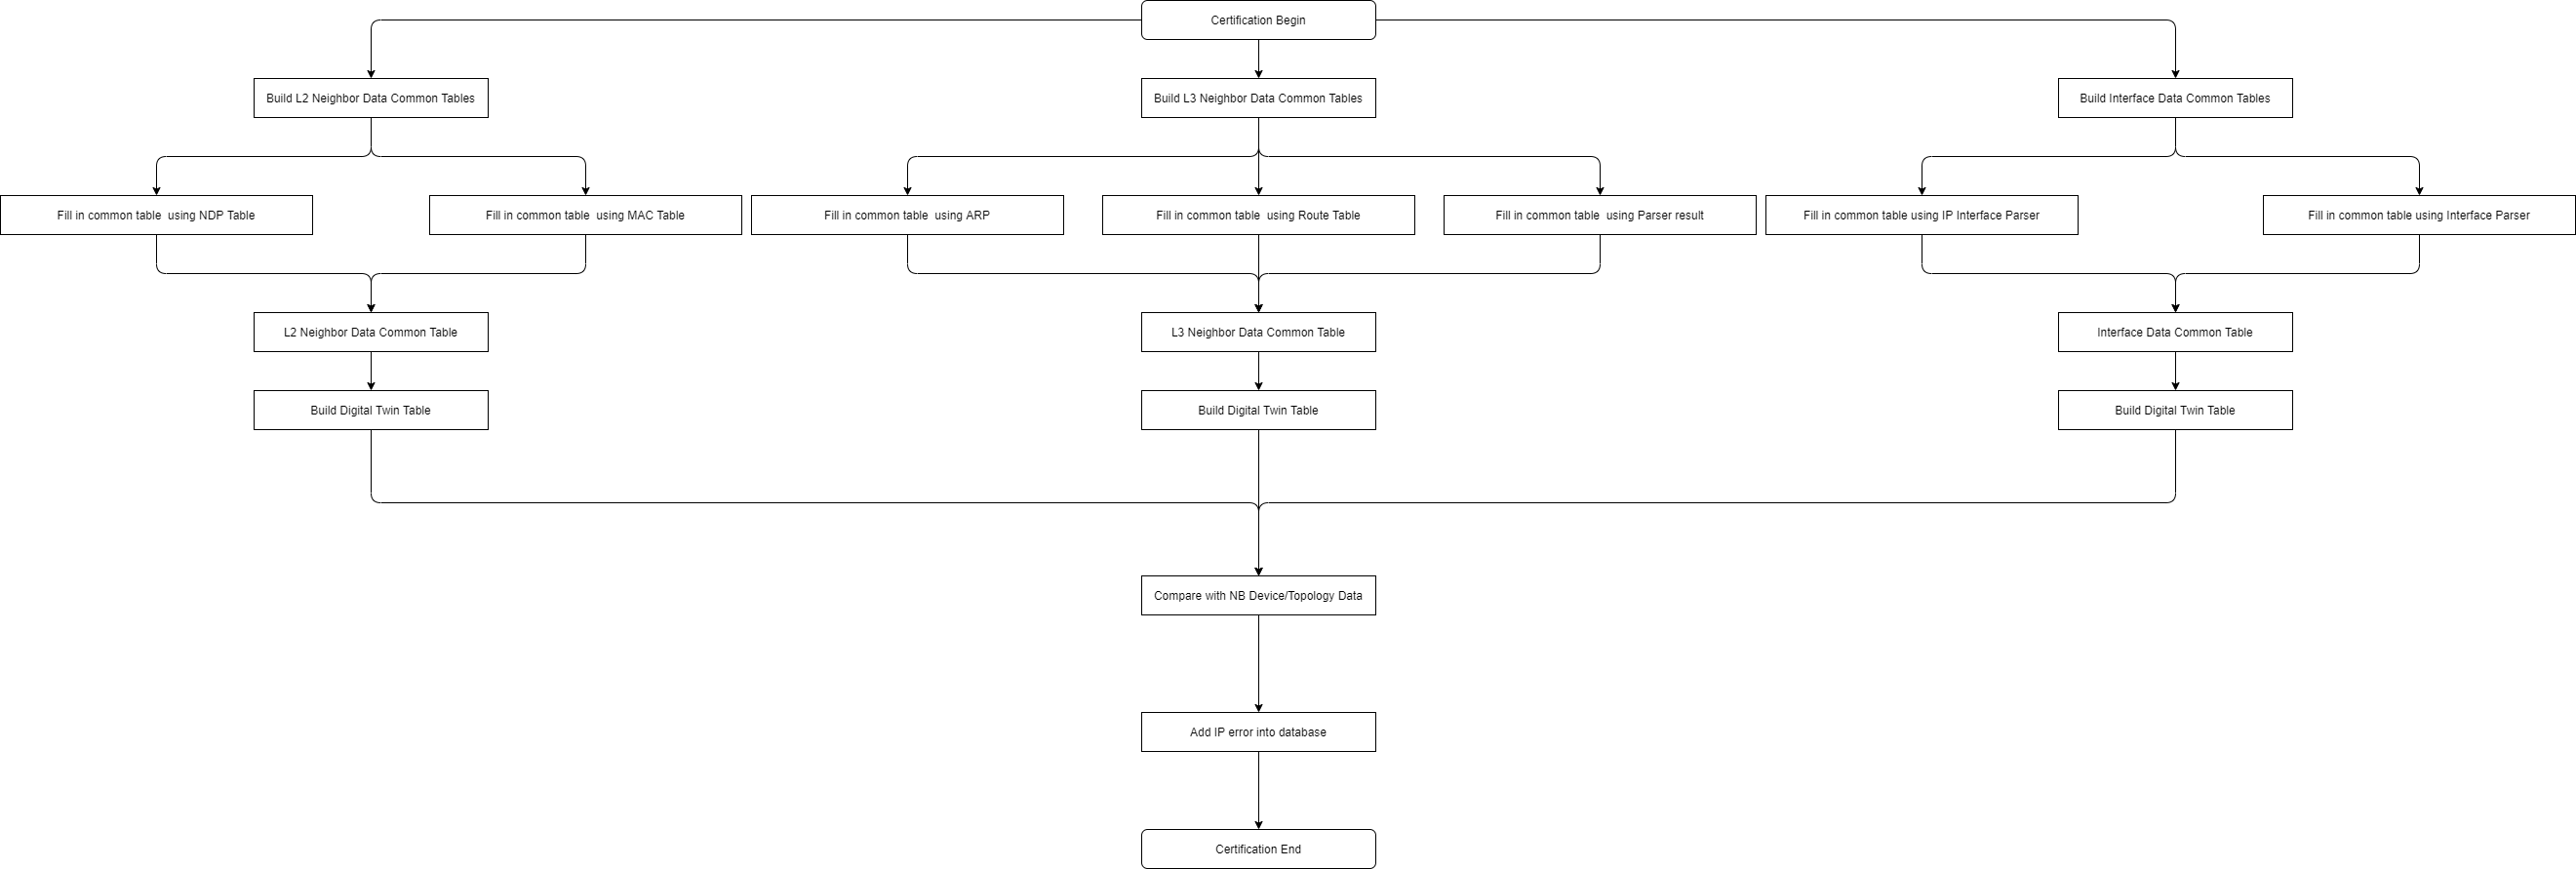 Certification Begin
Build L2 Neighbor Data Common Tables
Build L3 Neighbor Data Common Tables
Build Interface Data Common Tables
Fill in common table  using NDP Table
Fill in common table  using MAC Table
Fill in common table  using ARP
Fill in common table  using Route Table
Fill in common table  using Parser result
Fill in common table using IP Interface Parser
Fill in common table using Interface Parser
L2 Neighbor Data Common Table
L3 Neighbor Data Common Table
Interface Data Common Table
Build Digital Twin Table
Build Digital Twin Table
Build Digital Twin Table
Compare with NB Device/Topology Data
Add IP error into database
Certification End